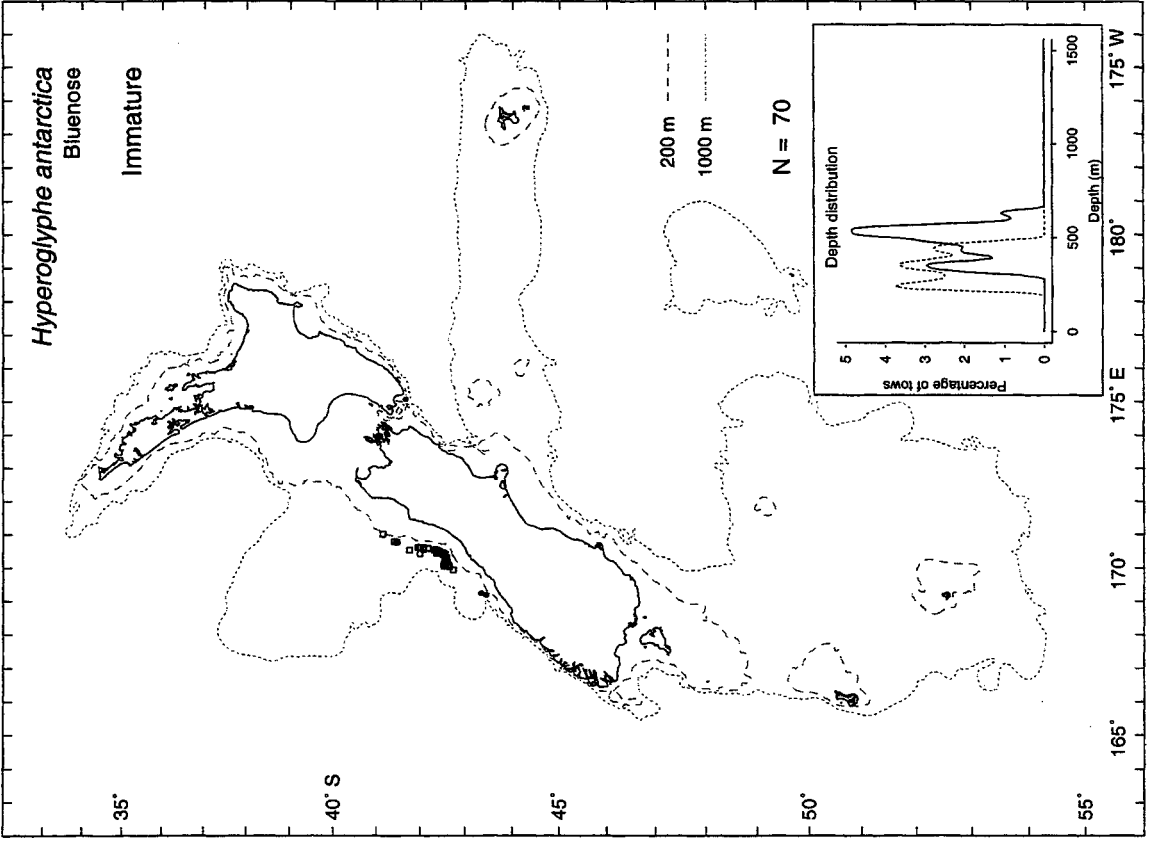 Hyperoglyphe antarctica
Bluenose
Immature
35°
40° S
45°
50°
55°
165°
170°
175° E
180°
175° W
200 m
1000 m
N = 70
Depth distribution
Percentage of tows
5
4
3
2
1
0
0
500
1000
1500
Depth (m)